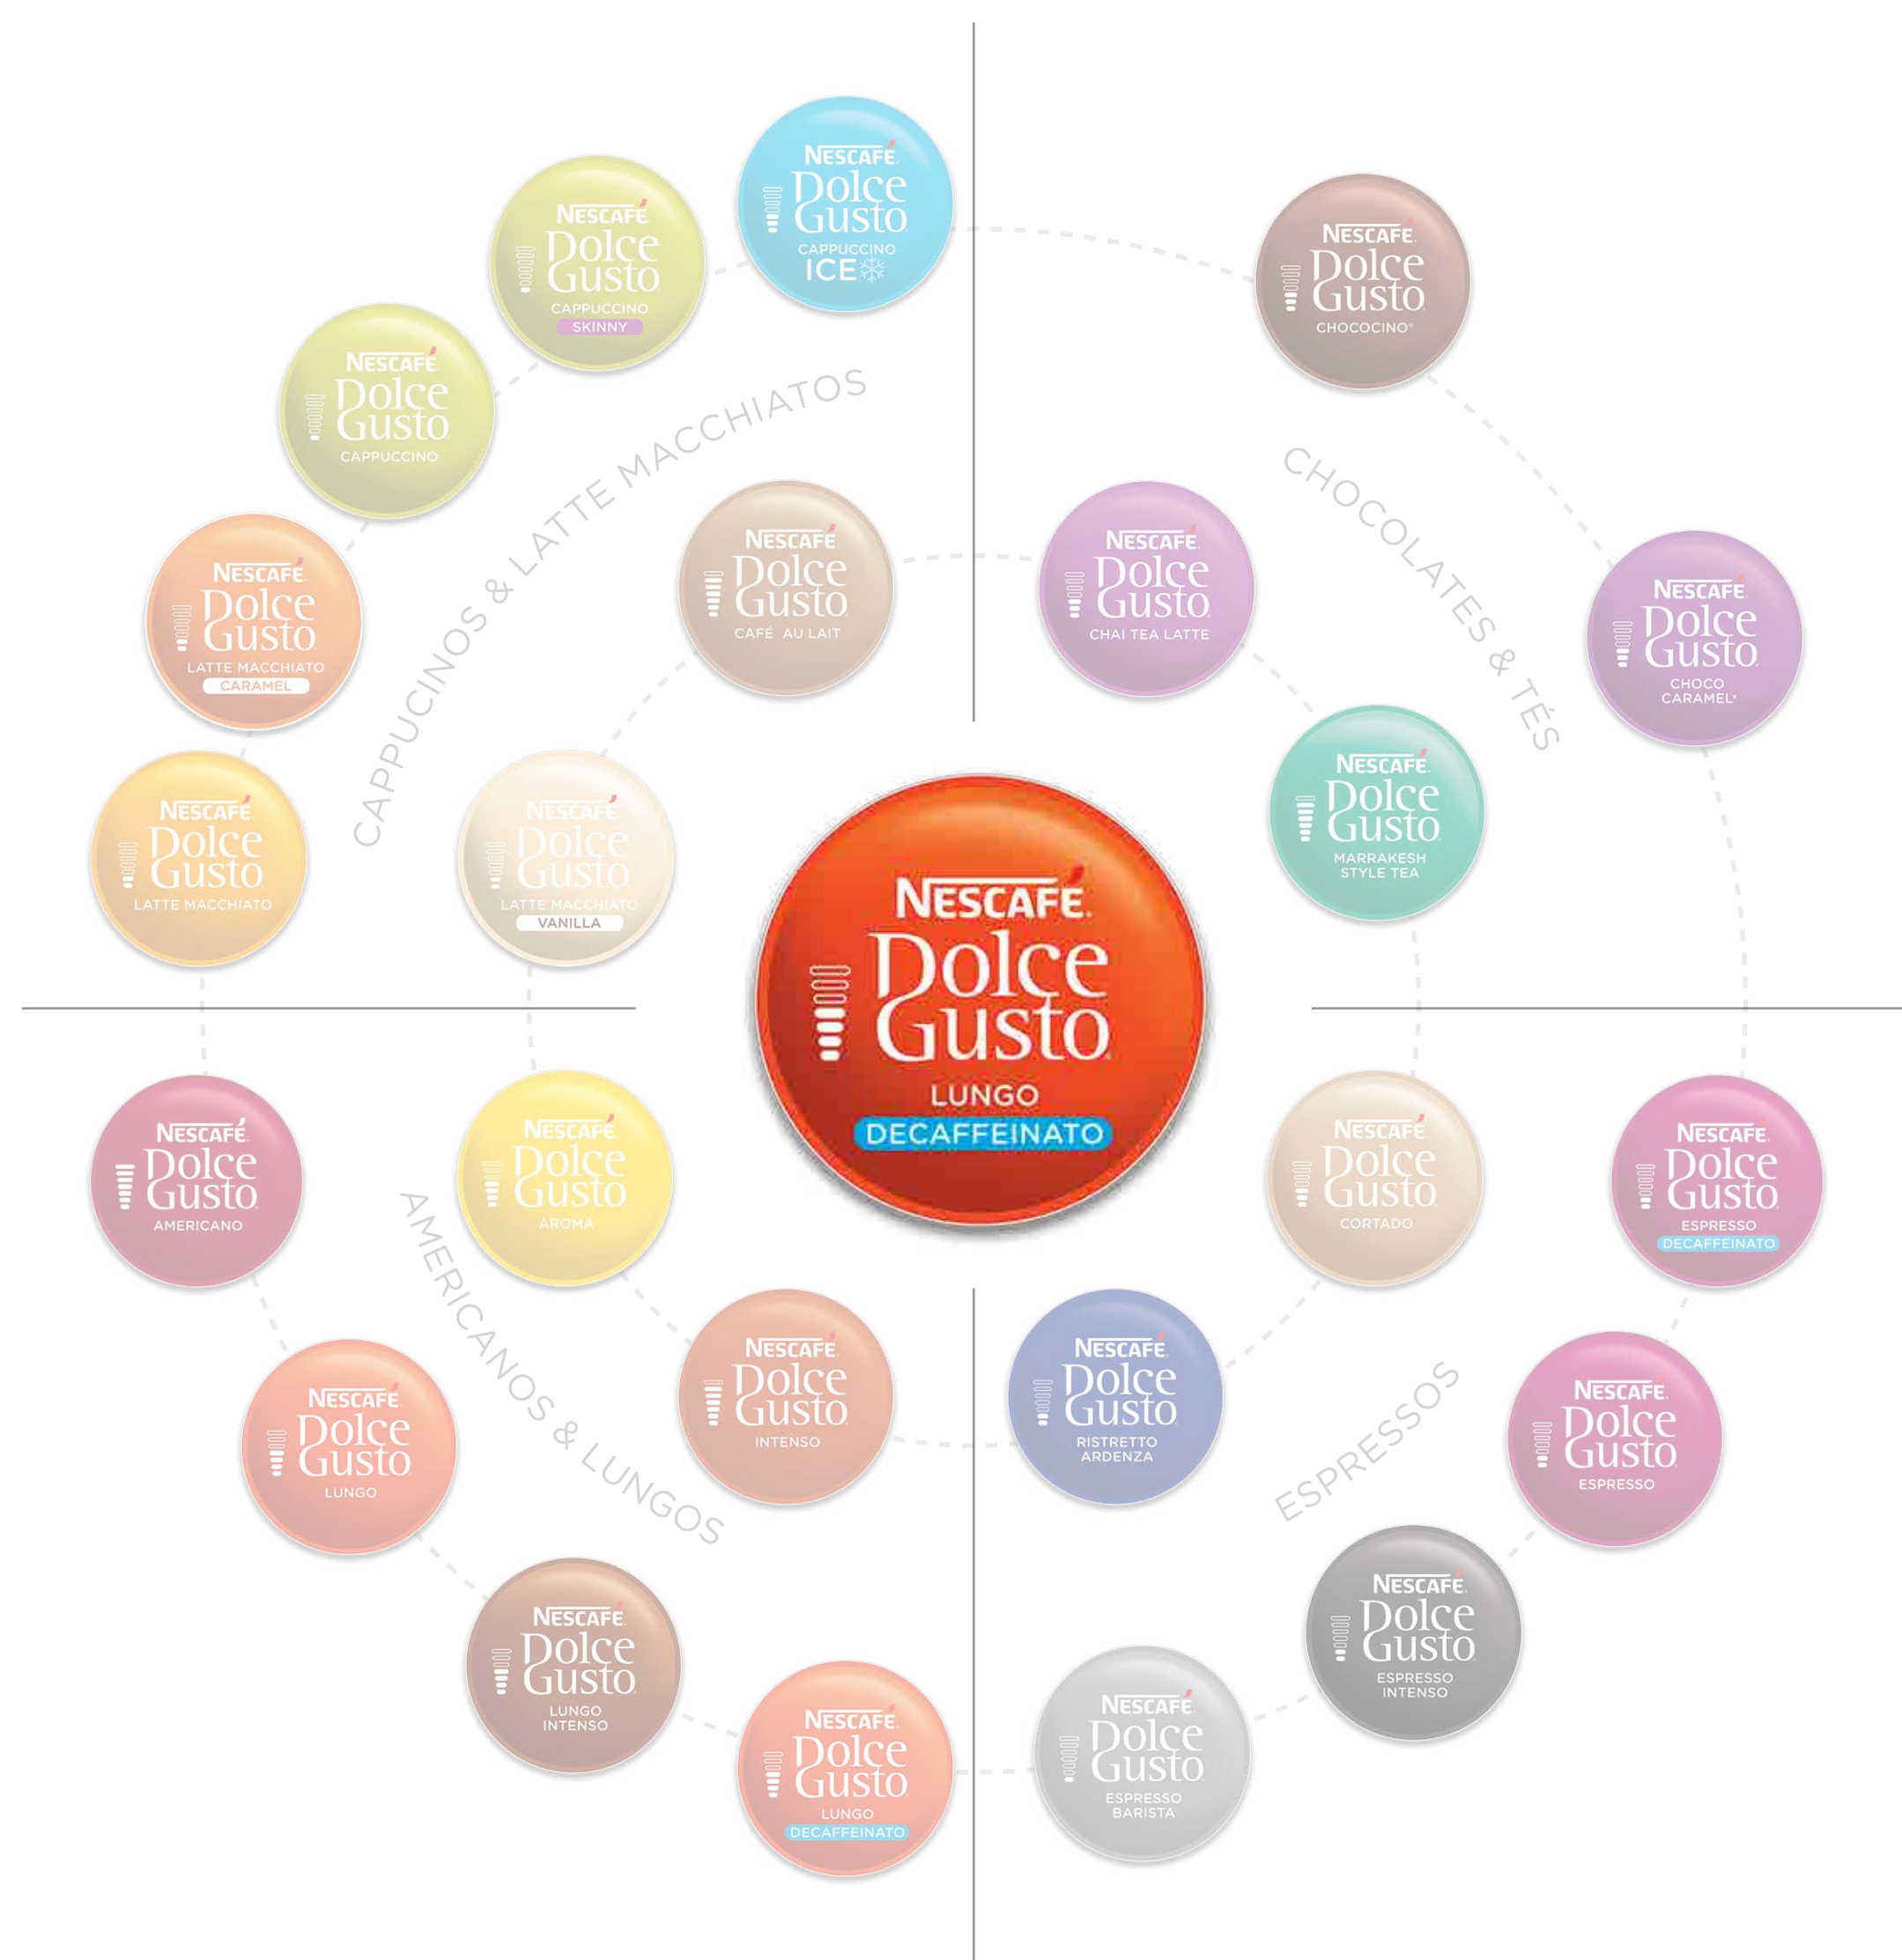 NESCAFÉ.
Dolce
Gusto
CAPPUCCINO
ICE
NESCAFÉ.
Dolce
Gusto
CAPPUCCINO
SKINNY
NESCAFÉ.
Dolce
Gusto
CAPPUCCINO
NESCAFÉ.
Dolce
Gusto
LATTE MACCHIATO
CARAMEL
NESCAFÉ.
Dolce
Gusto
LATTE MACCHIATO
CAPPUCINOS & LATTE MACCHIATOS
NESCAFÉ.
Dolce
Gusto
CAFÉ AU LAIT
NESCAFÉ.
Dolce
Gusto
LATTE MACCHIATO
VANILLA
NESCAFÉ.
Dolce
Gusto
CHOCOCINO®
NESCAFÉ.
Dolce
Gusto
CHOCO
CARAMEL*
CHOCOLATES & TÉS
NESCAFÉ.
Dolce
Gusto
CHAI TEA LATTE
NESCAFÉ.
Dolce
Gusto
MARRAKESH
STYLE TEA
NESCAFÉ.
Dolce
Gusto
LUNGO
DECAFFEINATO
NESCAFÉ.
Dolce
Gusto
AMERICANO
NESCAFÉ.
Dolce
Gusto
AROMA
AMERICANOS & LUNGOS
NESCAFÉ.
Dolce
Gusto
INTENSO
NESCAFÉ.
Dolce
Gusto
LUNGO
NESCAFÉ.
Dolce
Gusto
LUNGO
INTENSO
NESCAFÉ.
Dolce
Gusto
LUNGO
DECAFFEINATO
NESCAFÉ.
Dolce
Gusto
CORTADO
NESCAFÉ.
Dolce
Gusto
ESPRESSO
DECAFFEINATO
NESCAFÉ.
Dolce
Gusto
RISTRETTO
ARDENZA
ESPRESSOS
NESCAFÉ.
Dolce
Gusto
ESPRESSO
NESCAFÉ.
Dolce
Gusto
ESPRESSO
INTENSO
NESCAFÉ.
Dolce
Gusto
ESPRESSO
BARISTA